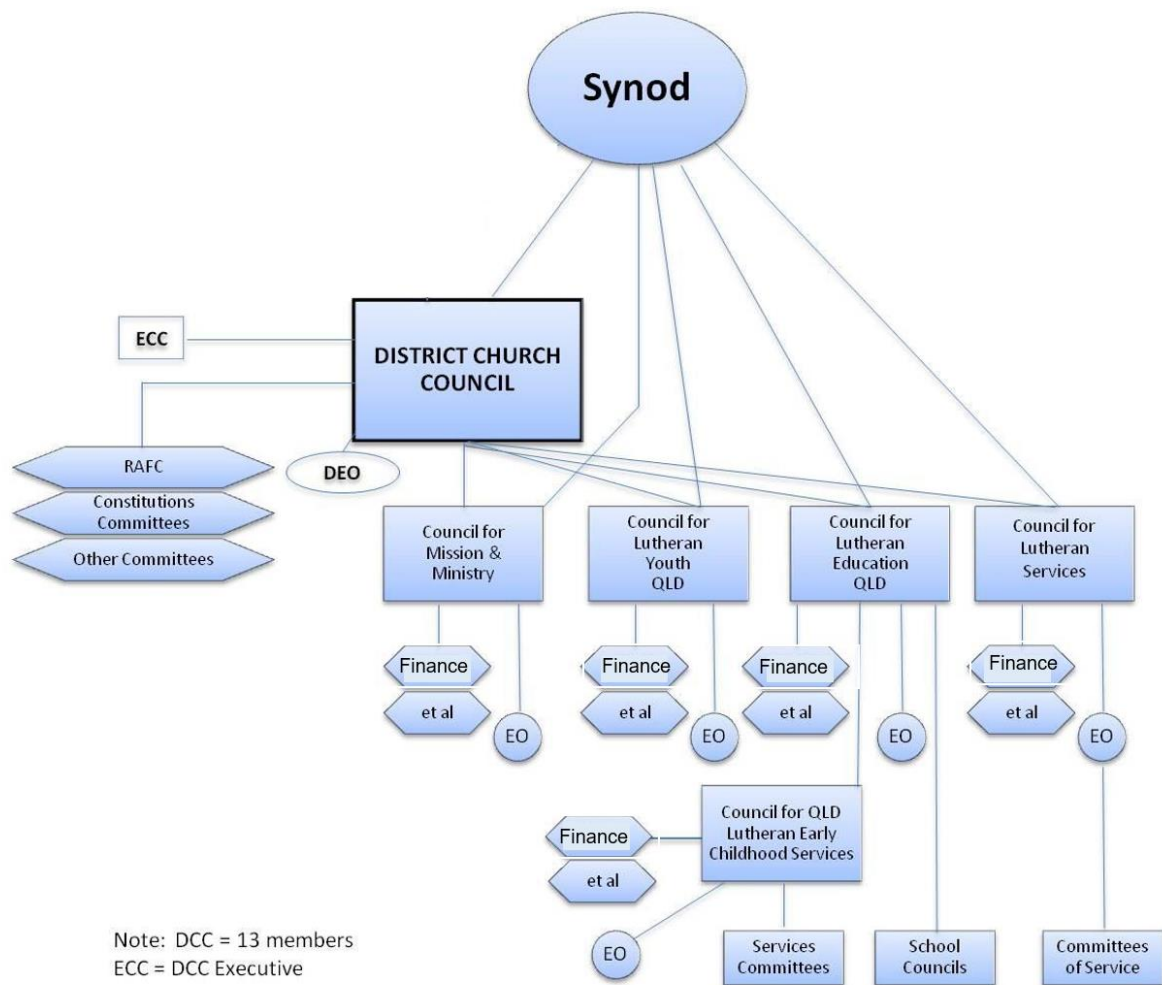 Synod
ECC
DISTRICT CHURCH
COUNCIL
RAFC
Constitutions
Committees
Other Committees
DEO
Council for
Mission &
Ministry
Council for
Lutheran
Youth
QLD
Council for
Lutheran
Education
QLD
Council for
Lutheran
Services
Finance
et al
EO
Finance
et al
EO
Finance
et al
EO
Finance
et al
EO
Council for QLD
Lutheran Early
Childhood Services
Finance
et al
EO
Services
Committees
School
Councils
Committees
of Service
Note: DCC = 13 members
ECC = DCC Executive